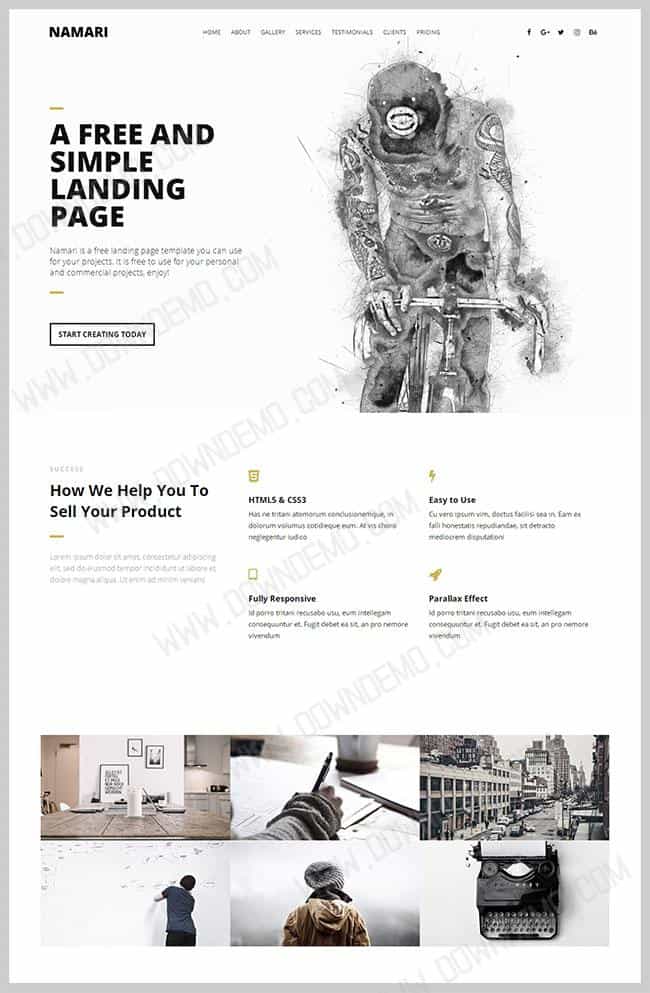 NAMARI
HOME ABOUT GALLERY SERVICES TESTIMONIALS CLIENTS PRICING
A FREE AND
SIMPLE
LANDING
PAGE
Namari is a free landing page template you can use
for your projects. It is free to use for your personal
and commercial projects, enjoy!
START CREATING TODAY
SUCCESS
How We Help You To
Sell Your Product
Lorem ipsum dolor sit amet, consectetur adipiscing
elit, sed do eiusmod tempor incididunt ut labore et
dolore magna aliqua. Ut enim ad minim veniam
HTML5 & CSS3
Has ne tritani atomorum conclusionemque, in
dolorum volumus cotidieque eum. At vis choro
neglegentur iudico
Easy to Use
Cu vero ipsum vim, doctus facilisi sea in. Eam ex
falli honestatis repudiandae, sit detracto
mediocrem disputationi
Fully Responsive
Id porro tritani recusabo usu, eum intellegam
consequuntur et. Fugit debet ea sit, an pro nemore
vivendum
Parallax Effect
Id porro tritani recusabo usu, eum intellegam
consequuntur et. Fugit debet ea sit, an pro nemore
vivendum
WWW.DOWNDEMO.COM
WWW.DOWNDEMO.COM
WWW.DOWNDEMO.COM